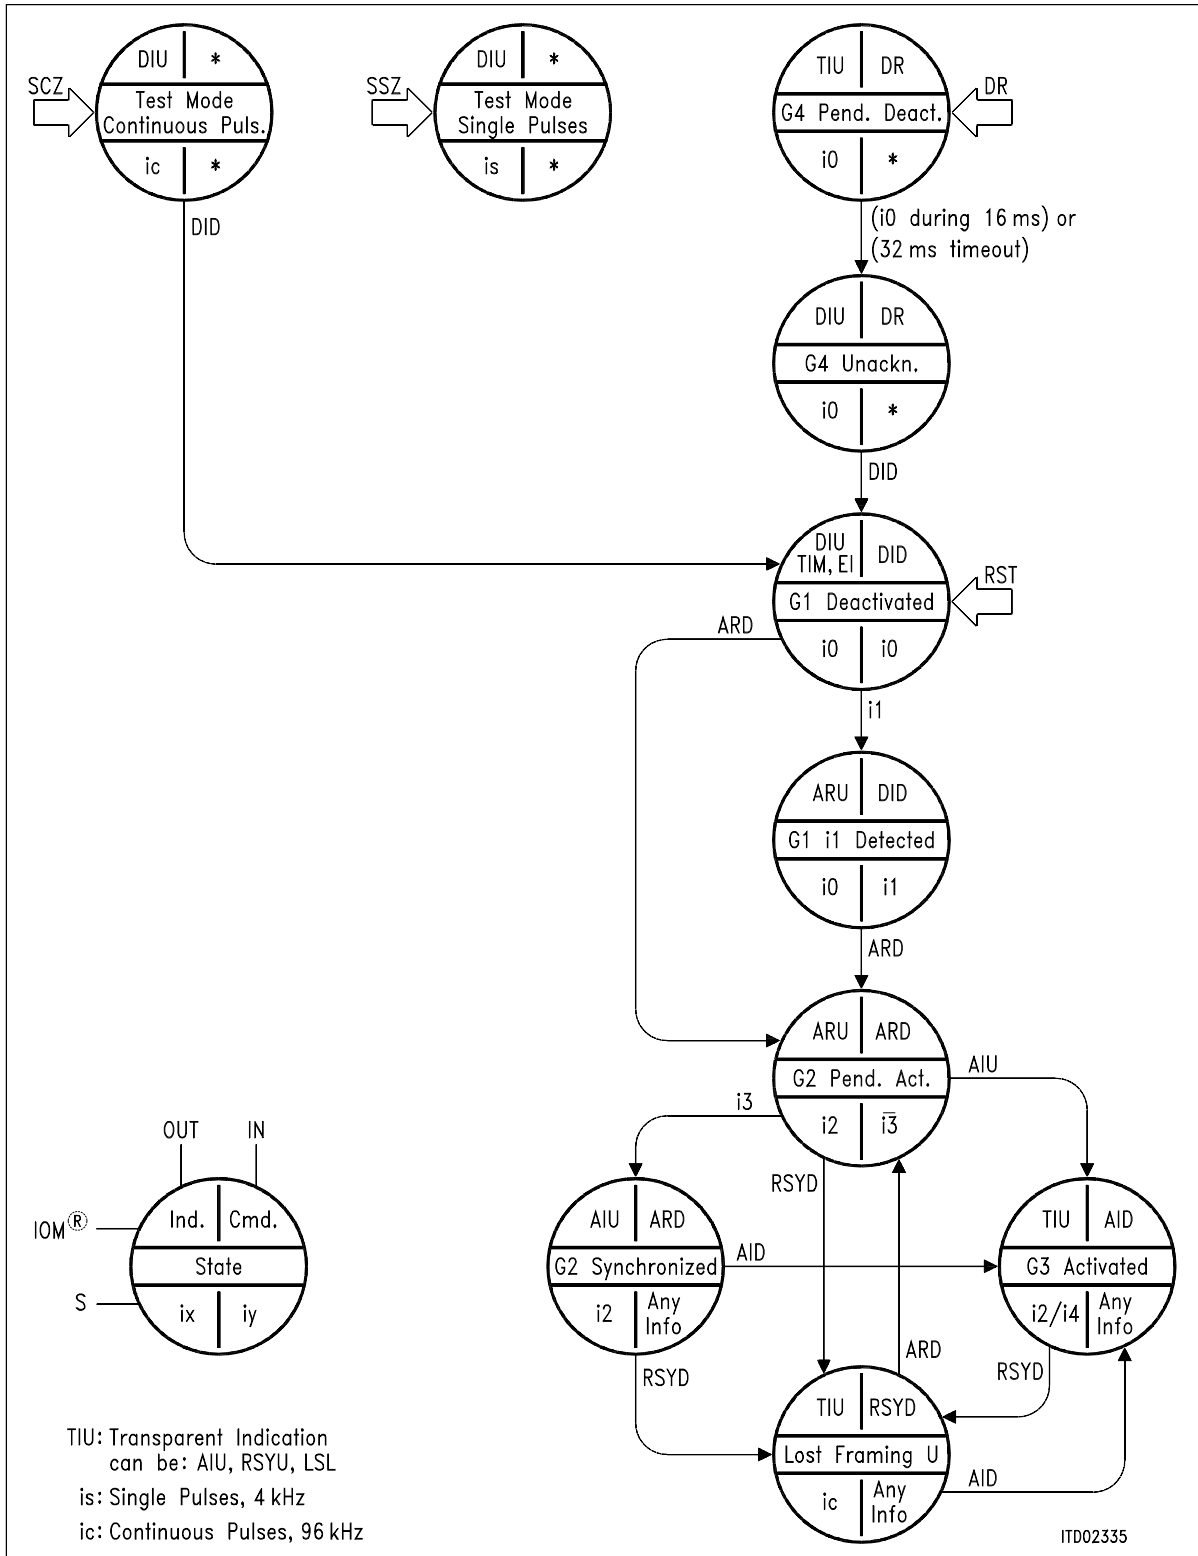 DIU *
SCZ
Test Mode
Continuous Puls.
ic *
DIU *
SSZ
Test Mode
Single Pulses
is *
TIU DR
DR
G4 Pend. Deact.
i0 *
DID
(i0 during 16 ms) or
(32 ms timeout)
DIU DR
G4 Unackn.
i0 *
DID
DIU
TIM, EI DID
RST
G1 Deactivated
i0 i0
ARD
i1
ARU DID
G1 i1 Detected
i0 i1
ARD
ARU ARD
G2 Pend. Act.
i2 i̅3̅
AIU
i3
RSYD
OUT IN
Ind. Cmd.
IOM®
State
S
ix iy
AIU ARD
G2 Synchronized
i2 Any
Info
AID
TIU AID
G3 Activated
i2/i4 Any
Info
RSYD
ARD
RSYD
TIU RSYD
Lost Framing U
ic Any
Info
AID
TIU: Transparent Indication
can be: AIU, RSYU, LSL
is: Single Pulses, 4 kHz
ic: Continuous Pulses, 96 kHz
ITD02335